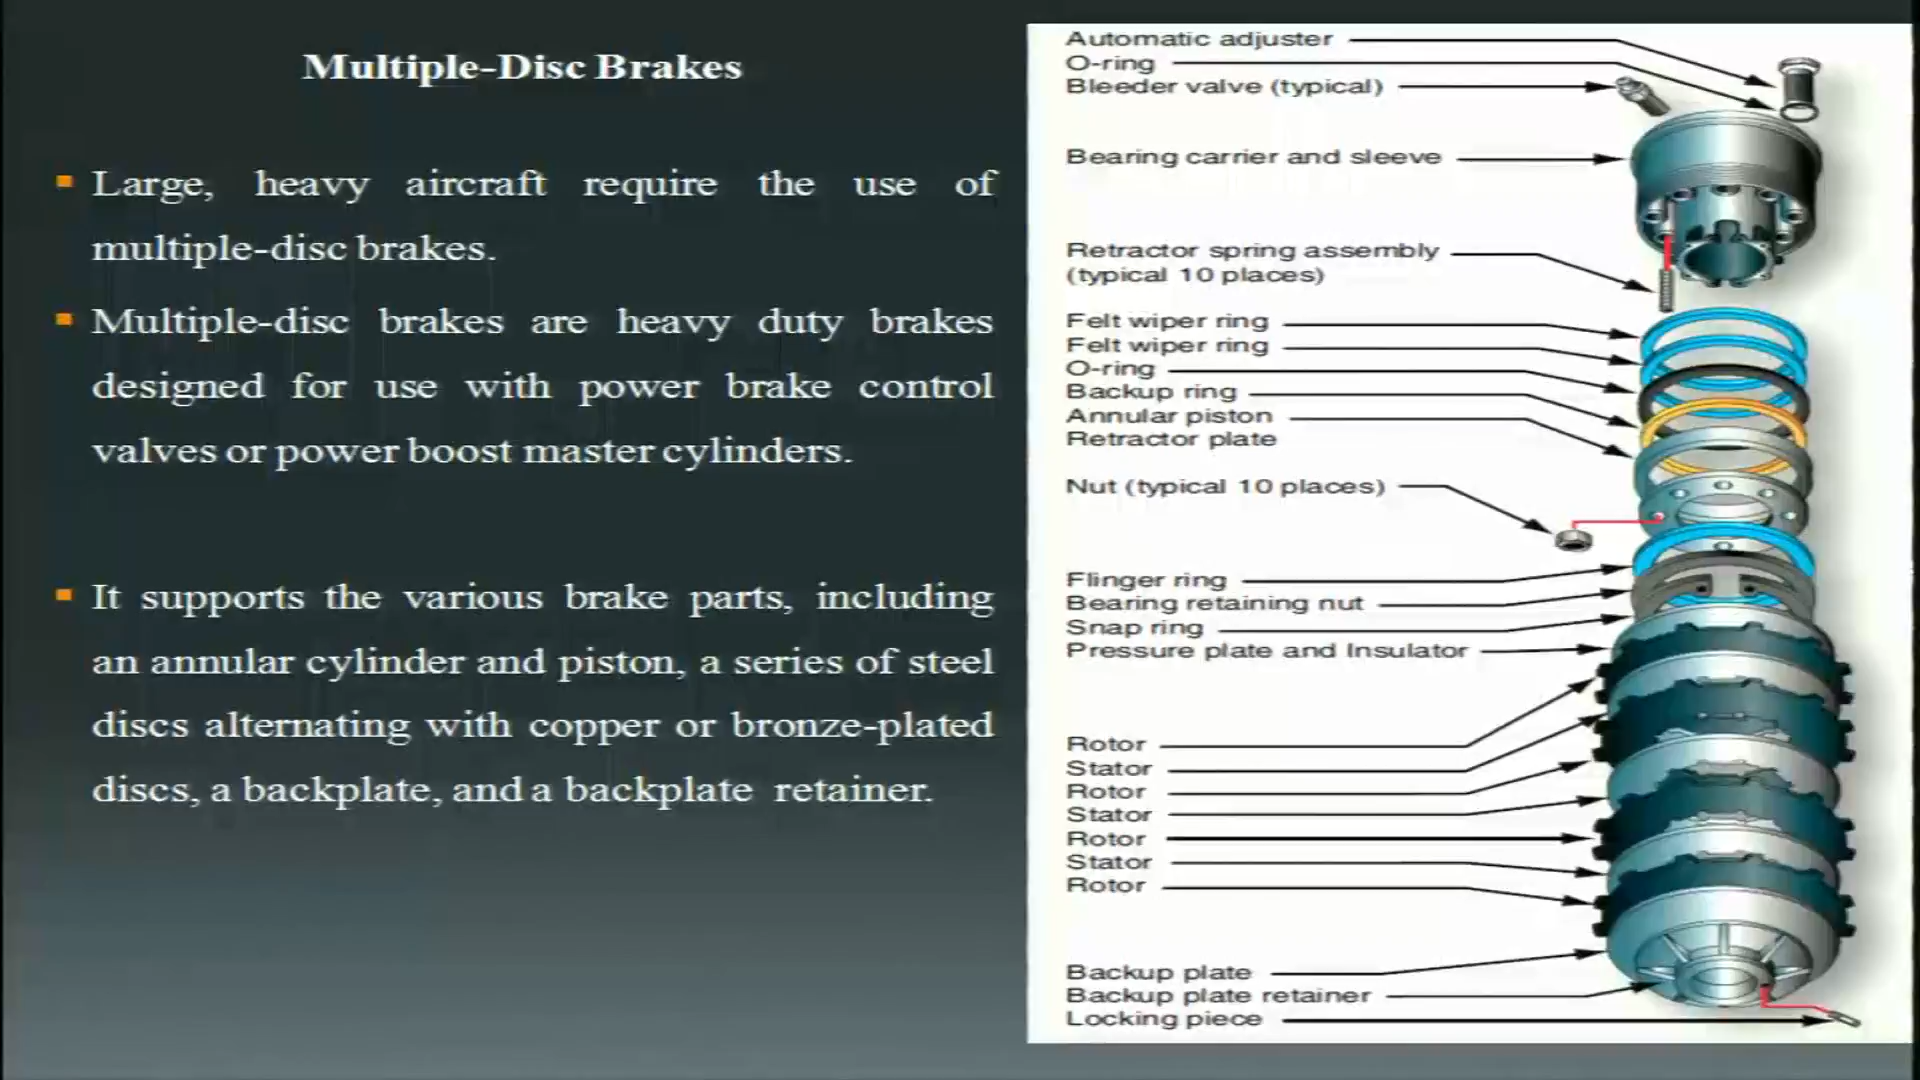 Multiple-Disc Brakes
Large, heavy aircraft require the use of
multiple-disc brakes.
Multiple-disc brakes are heavy duty brakes
designed for use with power brake control
valves or power boost master cylinders.
It supports the various brake parts, including
an annular cylinder and piston, a series of steel
discs alternating with copper or bronze-plated
discs, a backplate, and a backplate retainer.
Automatic adjuster
O-ring
Bleeder valve (typical)
Bearing carrier and sleeve
Retractor spring assembly
(typical 10 places)
Felt wiper ring
Felt wiper ring
O-ring
Backup ring
Annular piston
Retractor plate
Nut (typical 10 places)
Flinger ring
Bearing retaining nut
Snap ring
Pressure plate and Insulator
Rotor
Stator
Rotor
Stator
Rotor
Stator
Rotor
Backup plate
Backup plate retainer
Locking piece